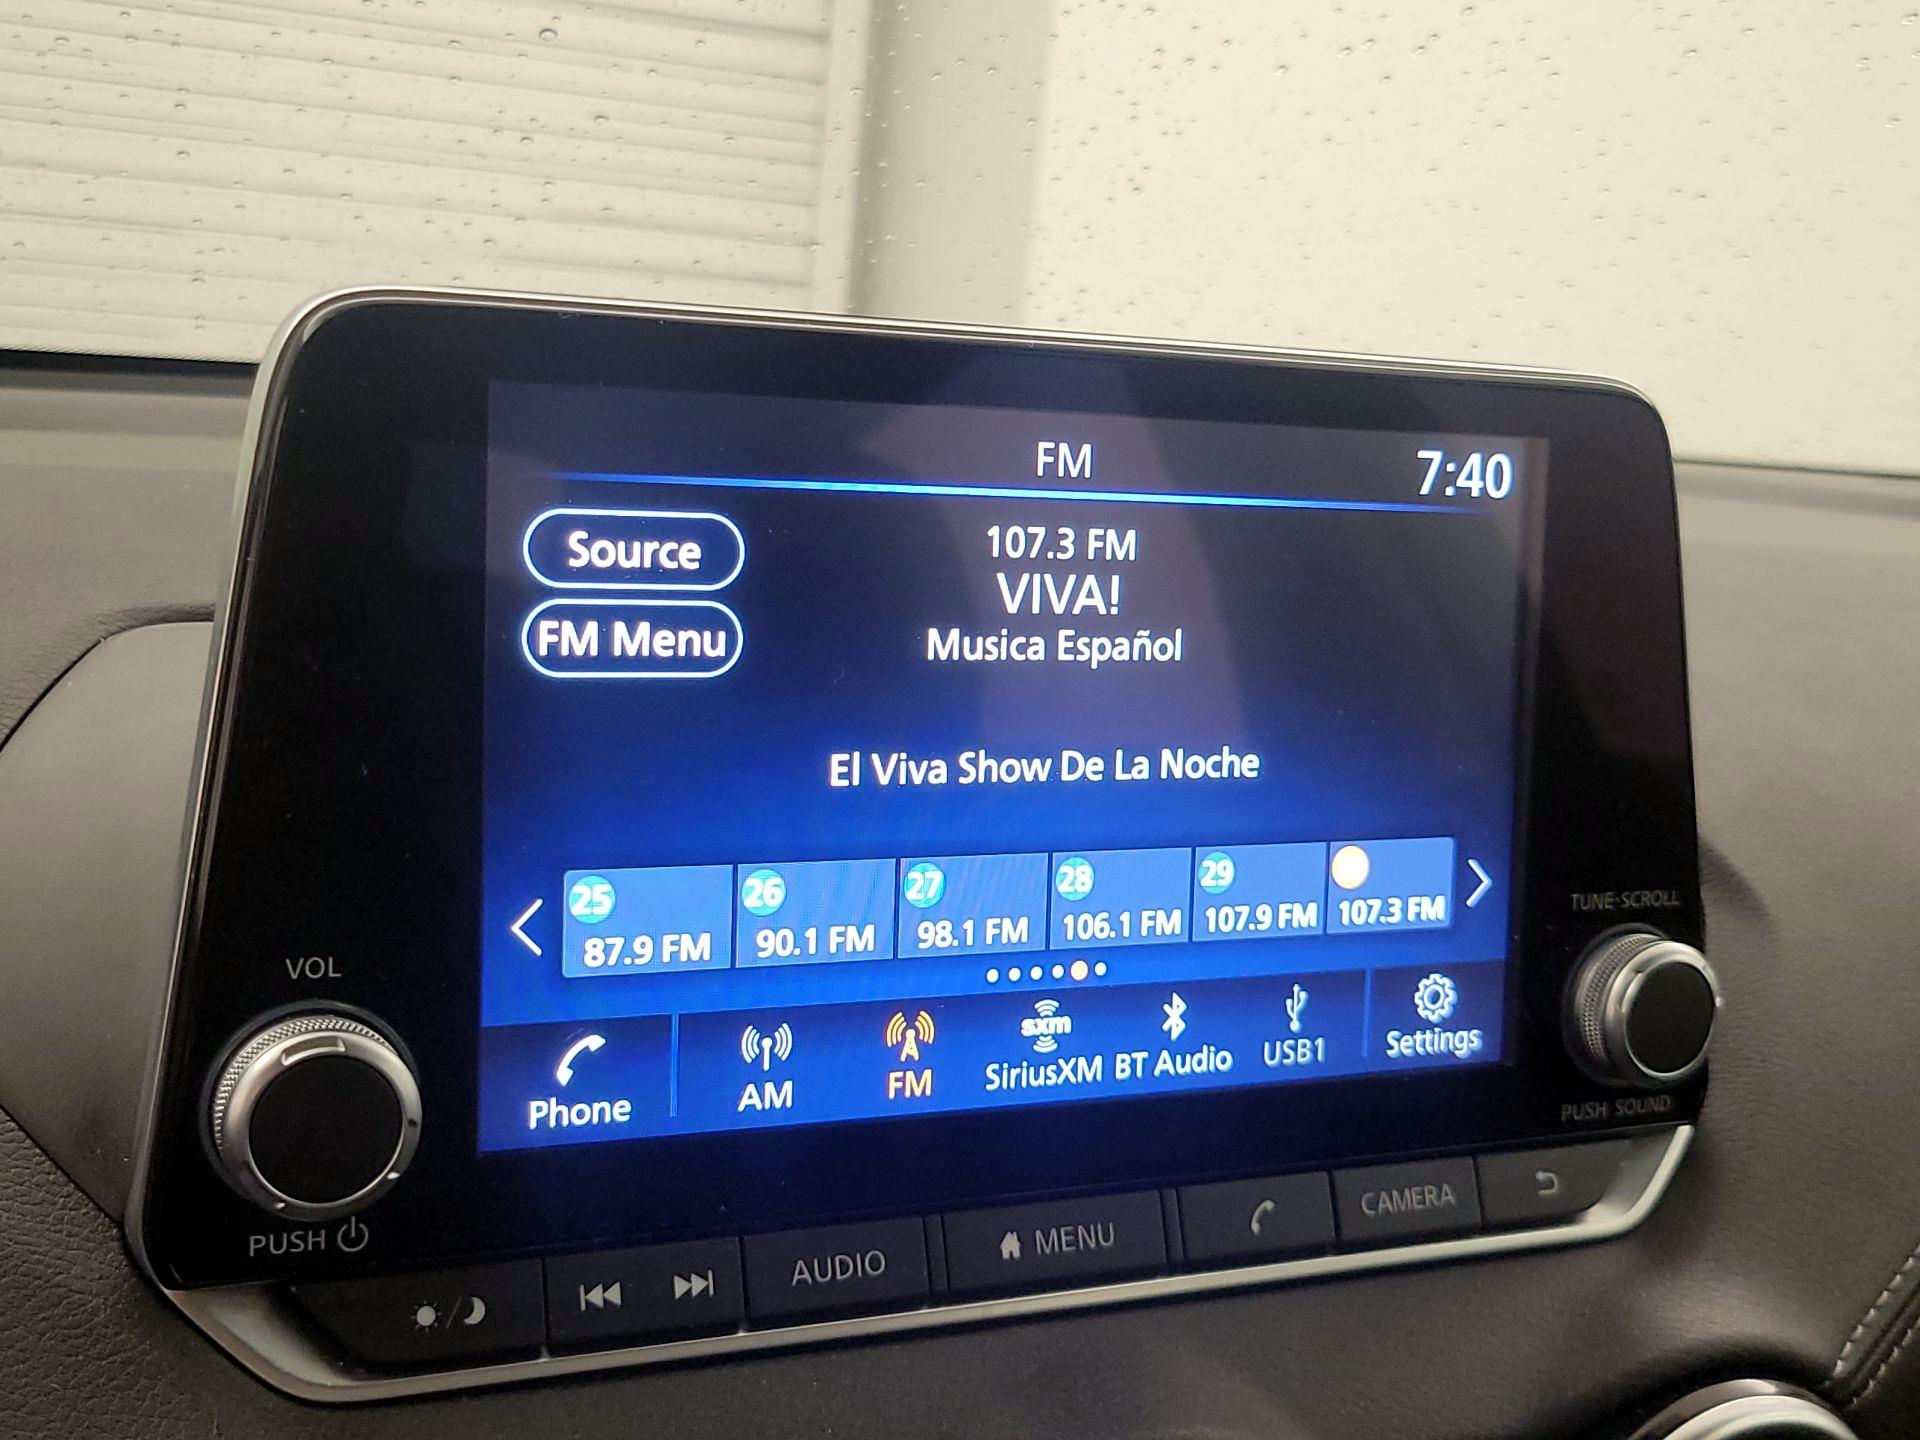 FM
7:40
Source
FM Menu
107.3 FM
VIVA!
Musica Español
El Viva Show De La Noche
25
87.9 FM
26
90.1 FM
27
98.1 FM
28
106.1 FM
29
107.9 FM
107.3 FM
Phone
AM
FM
sxm
SiriusXM
BT Audio
USB1
Settings
VOL
PUSH
TUNE·SCROLL
PUSH SOUND
AUDIO
MENU
CAMERA